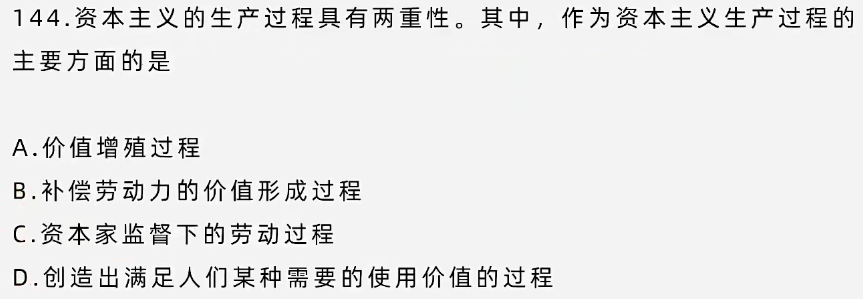 144.资本主义的生产过程具有两重性。其中，作为资本主义生产过程的
主要方面的是
A.价值增殖过程
B.补偿劳动力的价值形成过程
C.资本家监督下的劳动过程
D.创造出满足人们某种需要的使用价值的过程